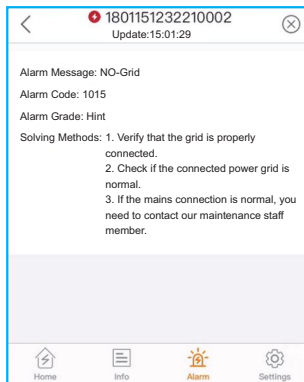 1801151232210002
Update:15:01:29
Alarm Message: NO-Grid
Alarm Code: 1015
Alarm Grade: Hint
Solving Methods: 1. Verify that the grid is properly
connected.
2. Check if the connected power grid is
normal.
3. If the mains connection is normal, you
need to contact our maintenance staff
member.
Home Info Alarm Settings